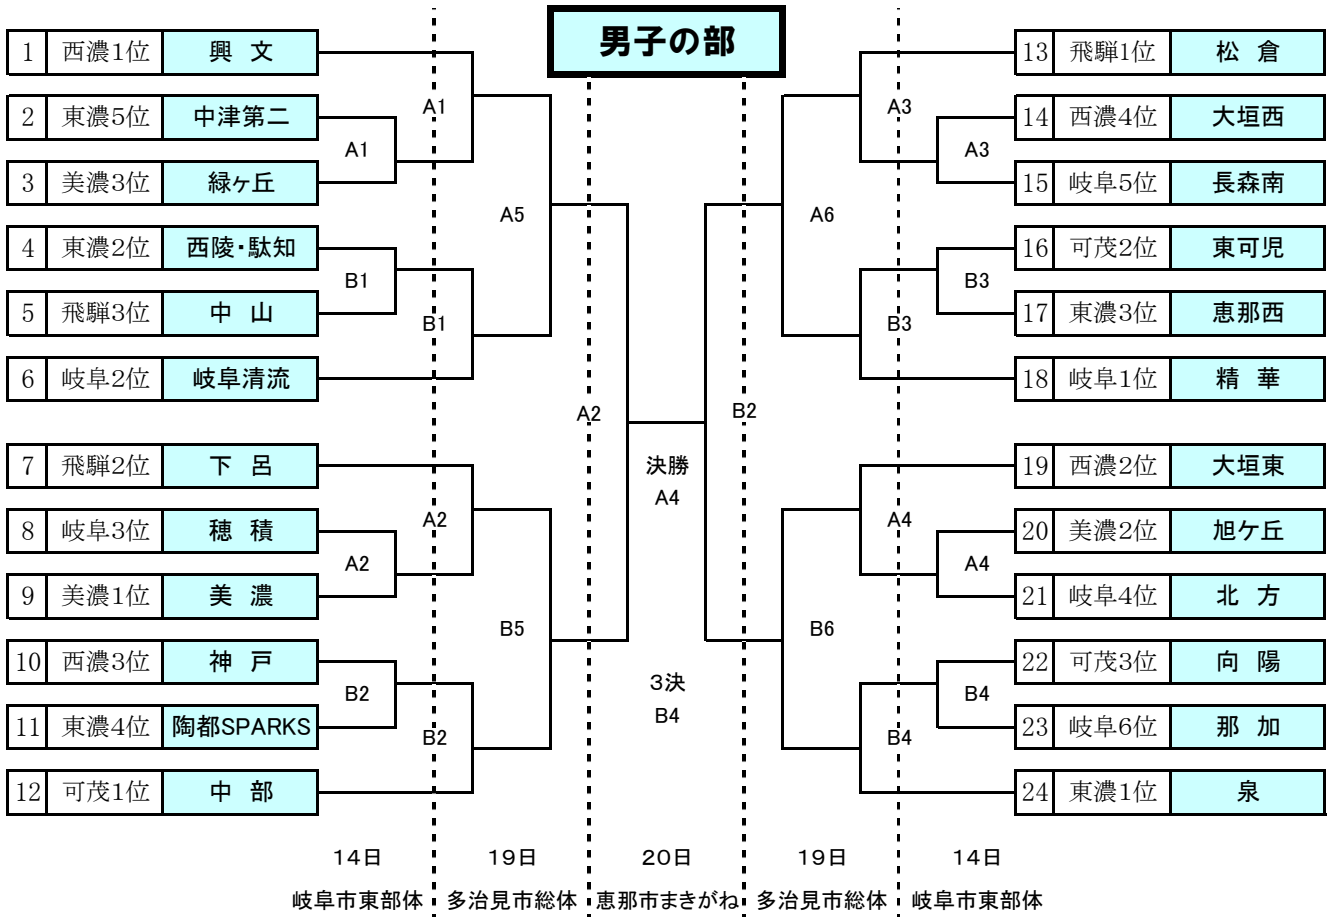 男子の部
1 西濃1位 興 文
2 東濃5位 中津第二
3 美濃3位 緑ヶ丘
4 東濃2位 西陵・駄知
5 飛騨3位 中 山
6 岐阜2位 岐阜清流
7 飛騨2位 下 呂
8 岐阜3位 穂 積
9 美濃1位 美 濃
10 西濃3位 神 戸
11 東濃4位 陶都SPARKS
12 可茂1位 中 部
A1
B1
A2
B2
A1
B1
A2
B2
A5
B5
A2
決勝
A4
3決
B4
B2
A6
B6
A3
B3
A4
B4
A3
B3
A4
B4
13 飛騨1位 松 倉
14 西濃4位 大垣西
15 岐阜5位 長森南
16 可茂2位 東可児
17 東濃3位 恵那西
18 岐阜1位 精 華
19 西濃2位 大垣東
20 美濃2位 旭ケ丘
21 岐阜4位 北 方
22 可茂3位 向 陽
23 岐阜6位 那 加
24 東濃1位 泉
14日 19日 20日 19日 14日
岐阜市東部体 多治見市総体 恵那市まきがね 多治見市総体 岐阜市東部体